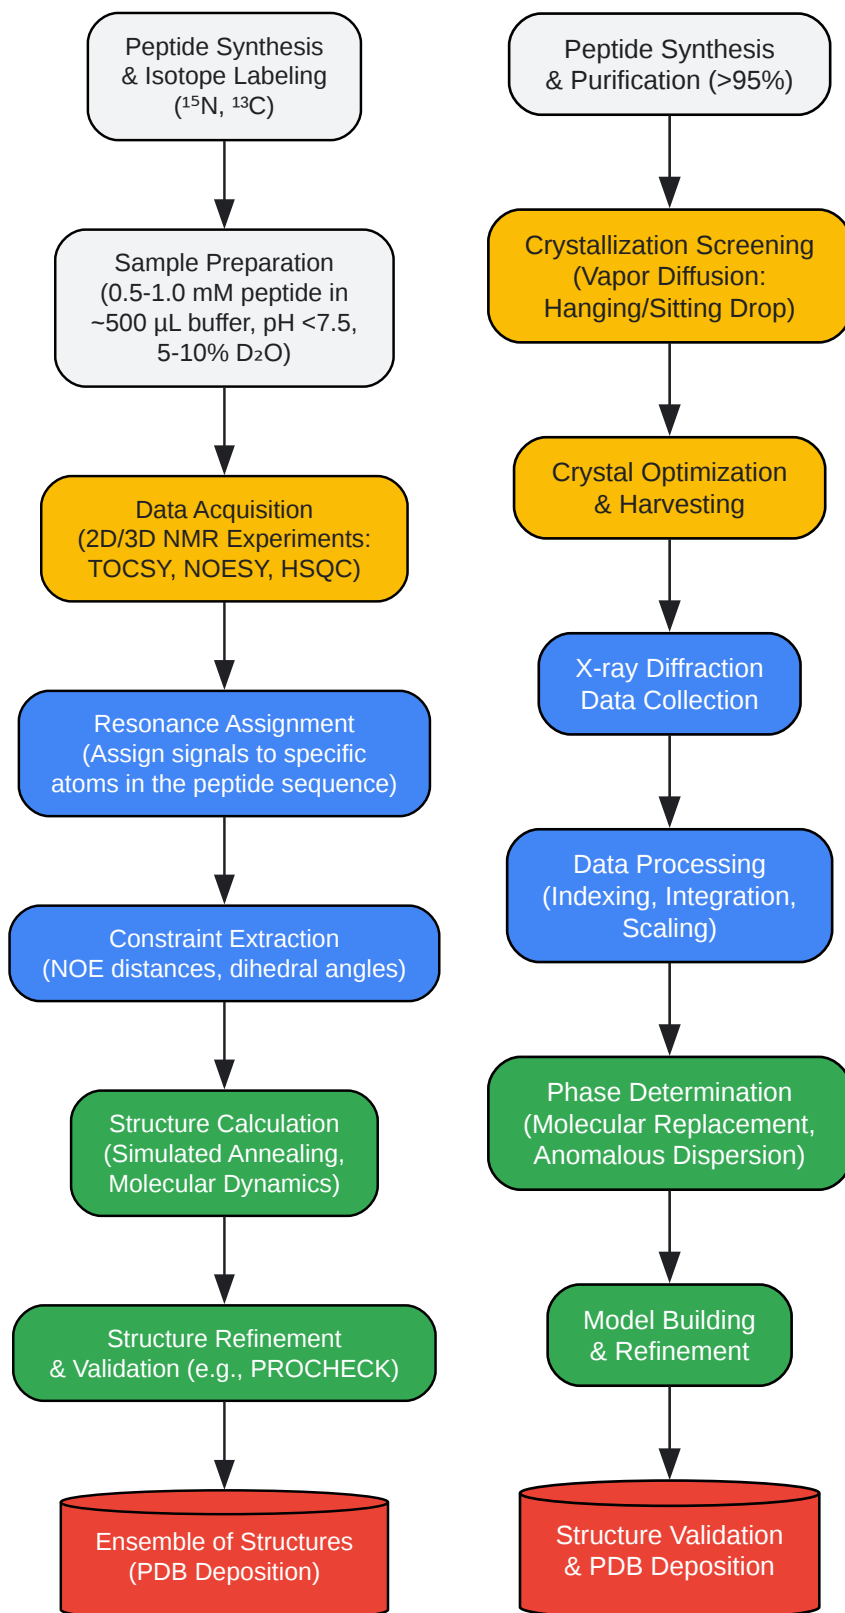 Peptide Synthesis
& Isotope Labeling
(¹⁵N, ¹³C)
Sample Preparation
(0.5-1.0 mM peptide in
~500 µL buffer, pH <7.5,
5-10% D₂O)
Data Acquisition
(2D/3D NMR Experiments:
TOCSY, NOESY, HSQC)
Resonance Assignment
(Assign signals to specific
atoms in the peptide sequence)
Constraint Extraction
(NOE distances, dihedral angles)
Structure Calculation
(Simulated Annealing,
Molecular Dynamics)
Structure Refinement
& Validation (e.g., PROCHECK)
Ensemble of Structures
(PDB Deposition)
Peptide Synthesis
& Purification (>95%)
Crystallization Screening
(Vapor Diffusion:
Hanging/Sitting Drop)
Crystal Optimization
& Harvesting
X-ray Diffraction
Data Collection
Data Processing
(Indexing, Integration,
Scaling)
Phase Determination
(Molecular Replacement,
Anomalous Dispersion)
Model Building
& Refinement
Structure Validation
& PDB Deposition